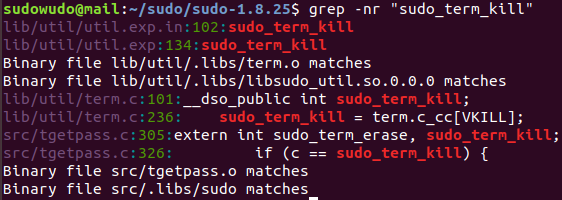 sudowudo@mail:~/sudo/sudo-1.8.25$ grep -nr "sudo_term_kill"
lib/util/util.exp.in:102:sudo_term_kill
lib/util/util.exp:134:sudo_term_kill
Binary file lib/util/.libs/term.o matches
Binary file lib/util/.libs/libsudo_util.so.0.0.0 matches
lib/util/term.c:101:__dso_public int sudo_term_kill;
lib/util/term.c:236:    sudo_term_kill = term.c_cc[VKILL];
src/tgetpass.c:305:extern int sudo_term_erase, sudo_term_kill;
src/tgetpass.c:326:            if (c == sudo_term_kill) {
Binary file src/tgetpass.o matches
Binary file src/.libs/sudo matches